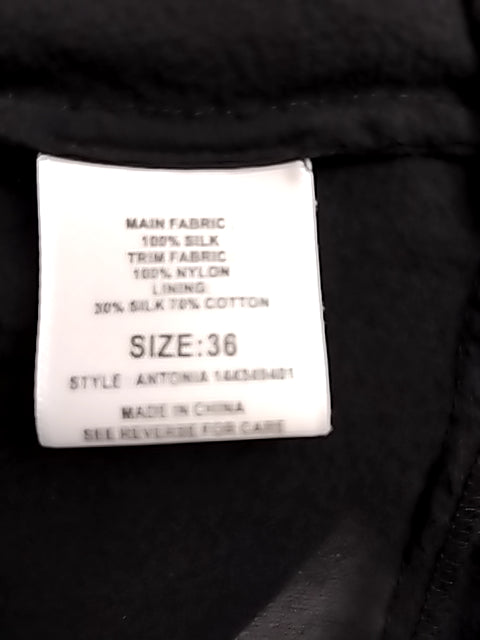 MAIN FABRIC
100% SILK
TRIM FABRIC
100% NYLON
LINING
30% SILK 70% COTTON
SIZE:36
STYLE ANTONIA
MADE IN CHINA
SEE REVERSE FOR CARE